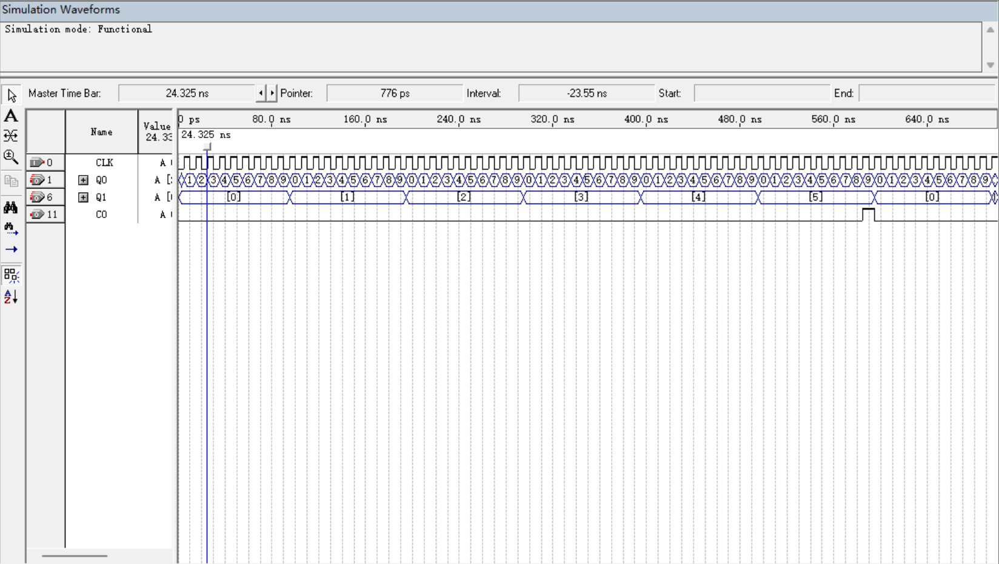 Simulation Waveforms
Simulation mode: Functional
Master Time Bar: 24.325 ns Pointer: 776 ps Interval: -23.55 ns Start: End:
Name Value 24.33
0 ps 80.0 ns 160.0 ns 240.0 ns 320.0 ns 400.0 ns 480.0 ns 560.0 ns 640.0 ns
24.325 ns
0 CLK A
1 Q0 A [ 1 2 3 4 5 6 7 8 9 0 1 2 3 4 5 6 7 8 9 0 1 2 3 4 5 6 7 8 9 0 1 2 3 4 5 6 7 8 9 0 1 2 3 4 5 6 7 8 9 0 1 2 3 4 5 6 7 8 9 0 1 2 3 4 5 6 7 8 9
6 Q1 A [ [0] [1] [2] [3] [4] [5] [0]
11 CO A